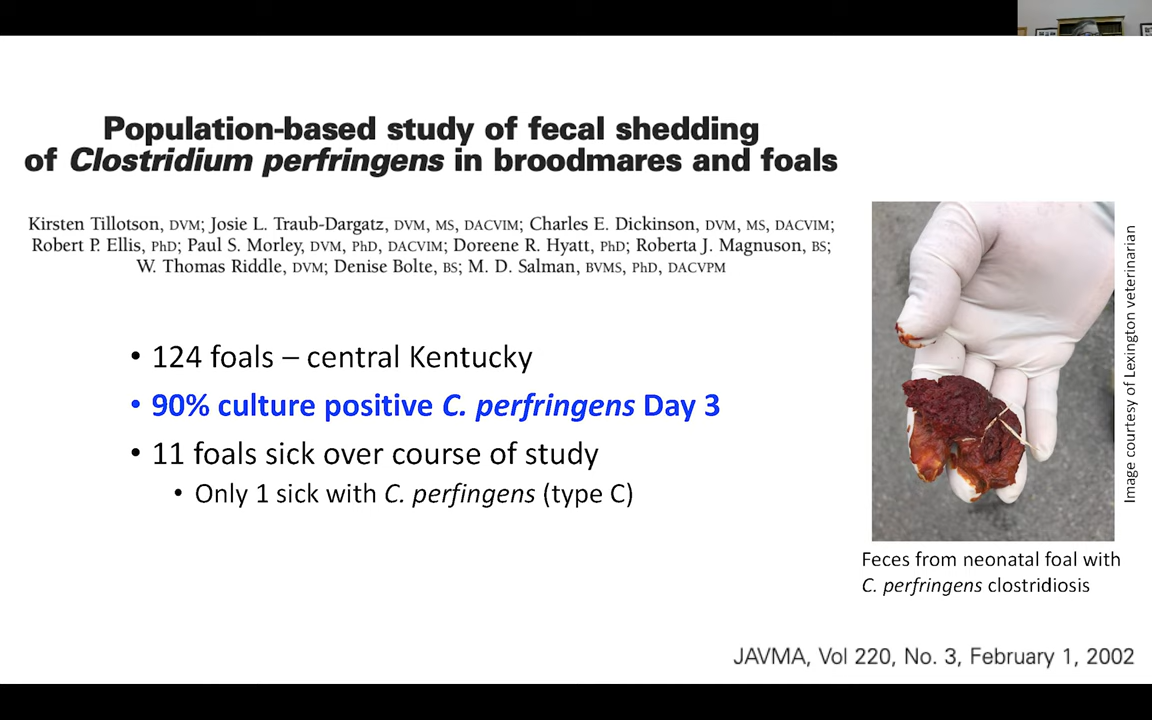 Population-based study of fecal shedding
of Clostridium perfringens in broodmares and foals
Kirsten Tillotson, DVM; Josie L. Traub-Dargatz, DVM, MS, DACVIM; Charles E. Dickinson, DVM, MS, DACVIM;
Robert P. Ellis, PhD; Paul S. Morley, DVM, PhD, DACVIM; Doreene R. Hyatt, PhD; Roberta J. Magnuson, BS;
W. Thomas Riddle, DVM; Denise Bolte, BS; M. D. Salman, BVMS, PhD, DACVPM
• 124 foals – central Kentucky
• 90% culture positive C. perfringens Day 3
• 11 foals sick over course of study
• Only 1 sick with C. perfingens (type C)
Image courtesy of Lexington veterinarian
Feces from neonatal foal with
C. perfringens clostridiosis
JAVMA, Vol 220, No. 3, February 1, 2002